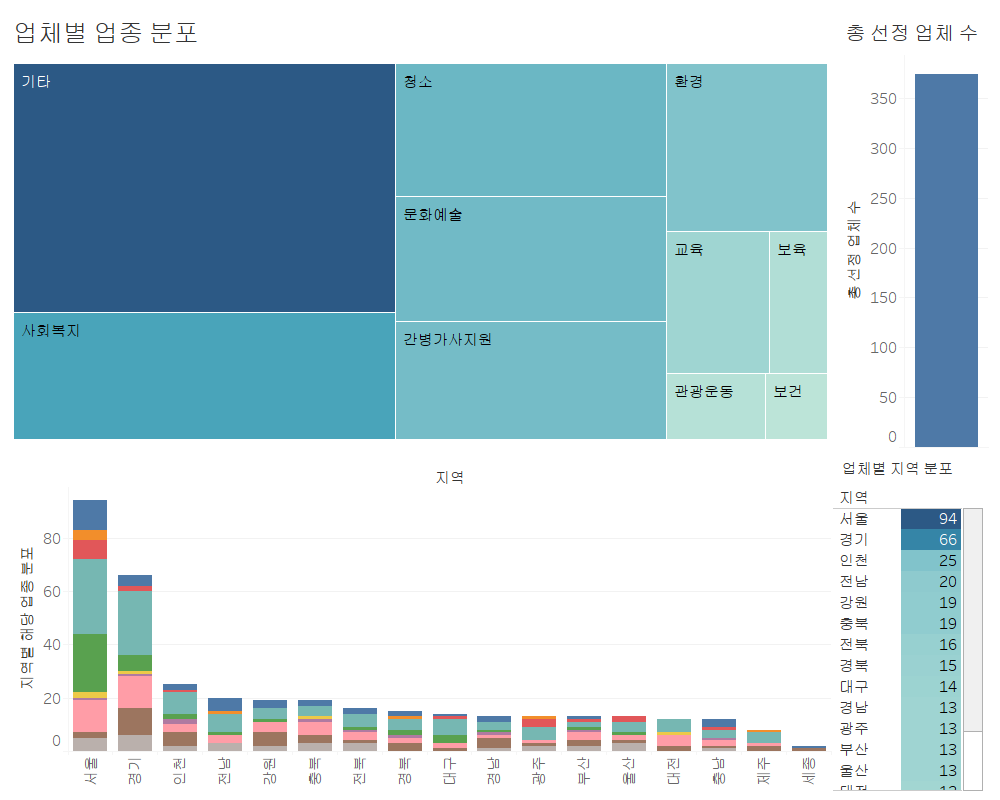 업체별 업종 분포
총 선정 업체 수
기타
청소
환경
문화예술
교육
보육
사회복지
간병가사지원
관광운동
보건
총 선정 업체 수
350
300
250
200
150
100
50
0
지역
지역별 해당 업종 분포
80
60
40
20
0
서울
경기
인천
전남
강원
충북
전북
경북
대구
경남
광주
부산
울산
대전
충남
제주
세종
업체별 지역 분포
지역
서울 94
경기 66
인천 25
전남 20
강원 19
충북 19
전북 16
경북 15
대구 14
경남 13
광주 13
부산 13
울산 13